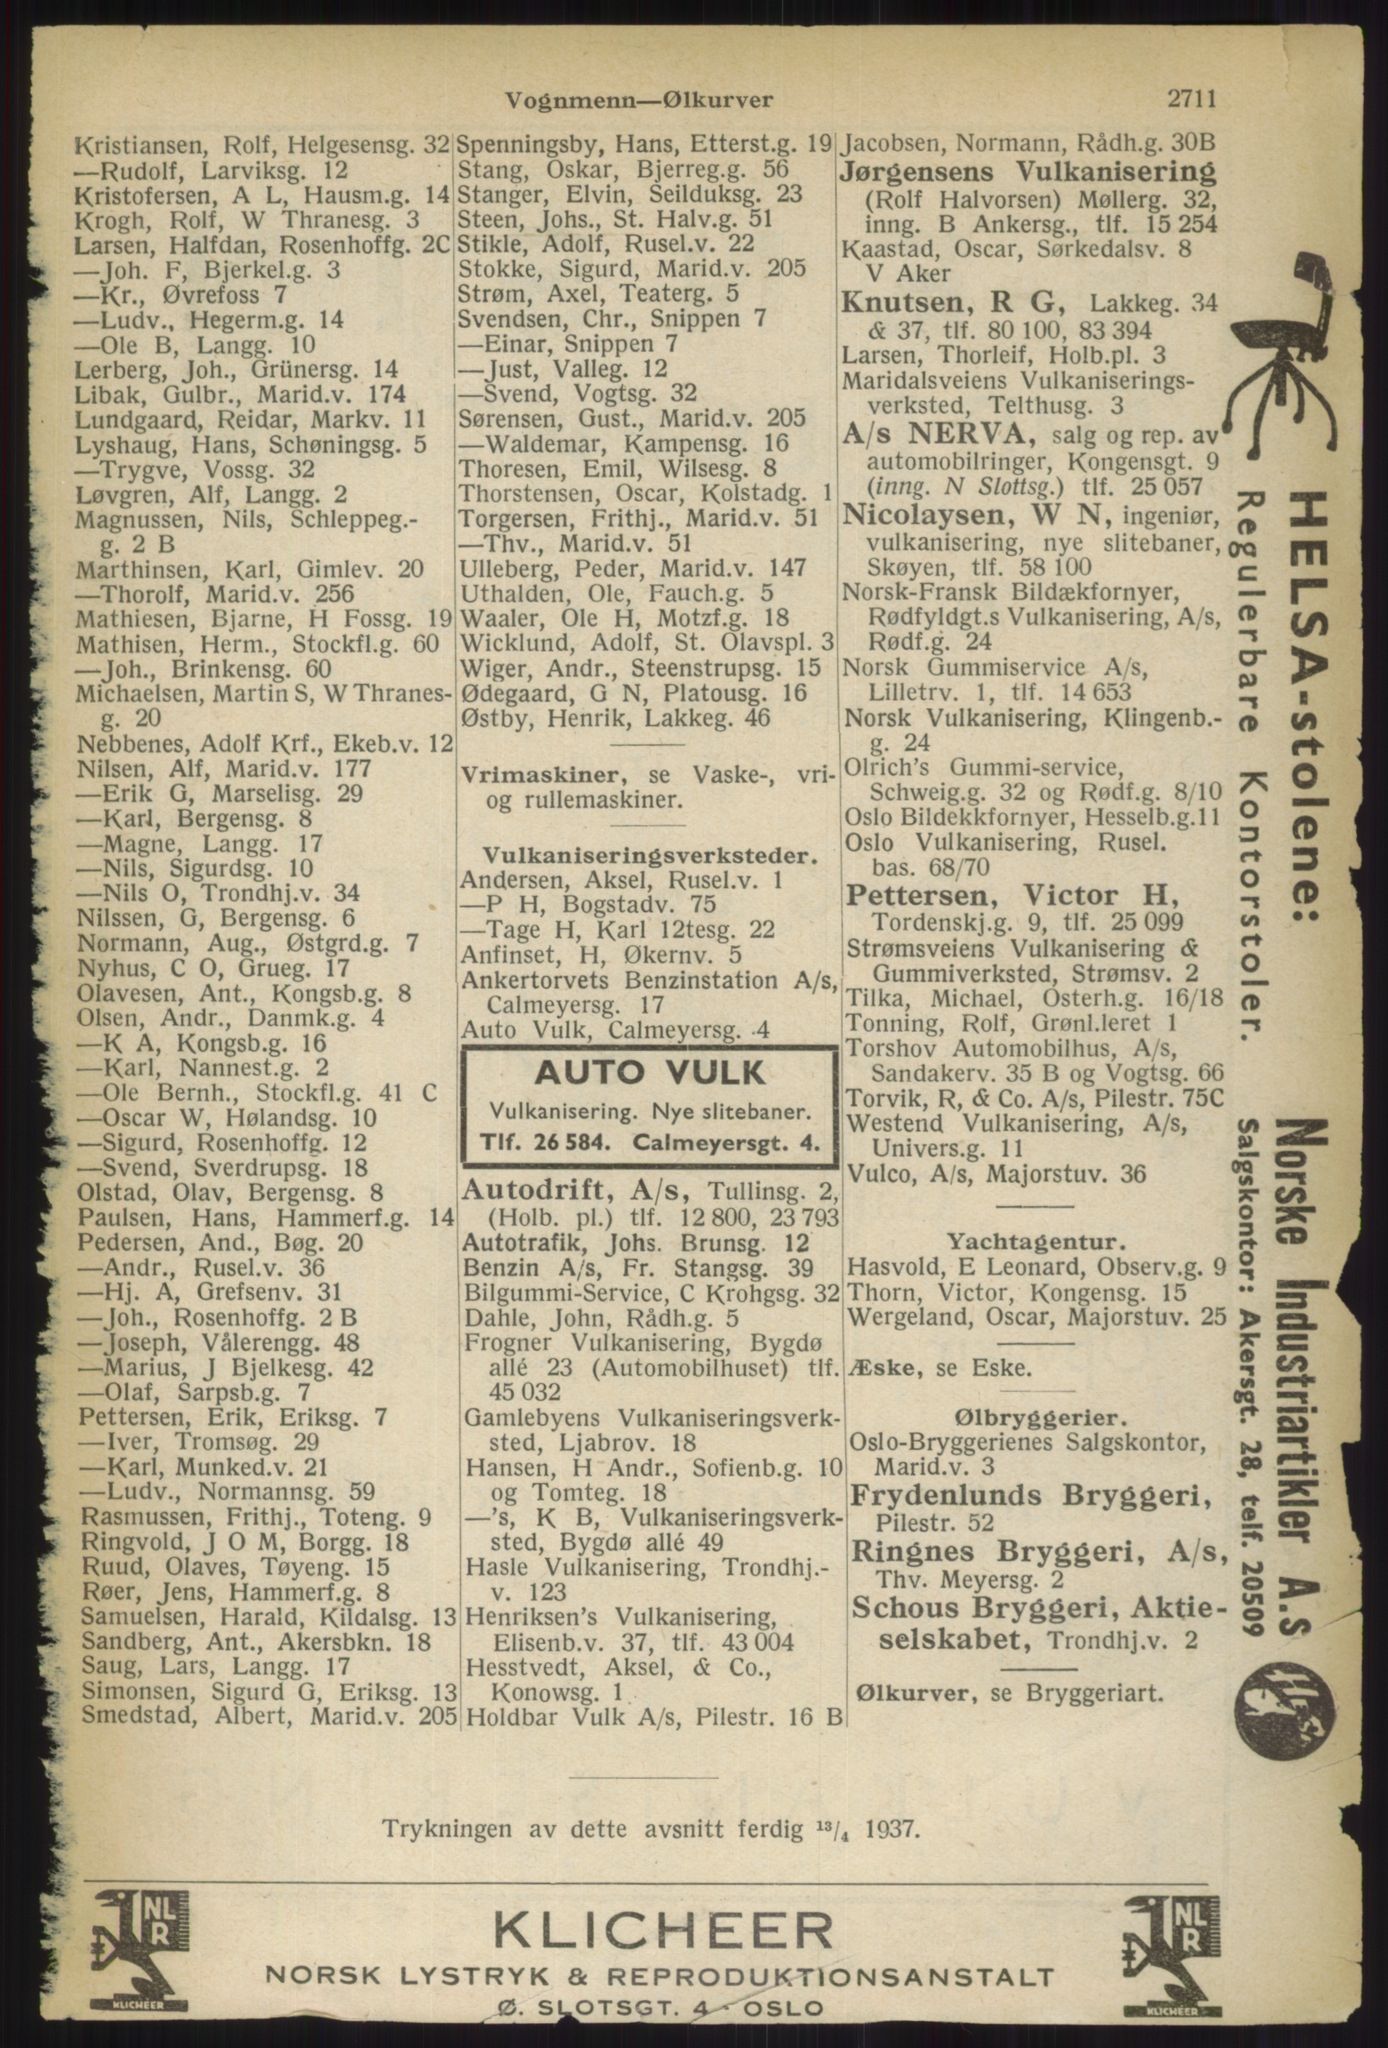 Vognmenn—Ølkurver 2711
Kristiansen, Rolf, Helgesensg. 32
—Rudolf, Larviksg. 12
Kristofersen, A L, Hausm.g. 14
Krogh, Rolf, W Thranesg. 3
Larsen, Halfdan, Rosenhoffg. 2C
—Joh. F, Bjerkel.g. 3
—Kr., Øvrefoss 7
—Ludv., Hegerm.g. 14
—Ole B, Langg. 10
Lerberg, Joh., Grünersg. 14
Libak, Gulbr., Marid.v. 174
Lundgaard, Reidar, Markv. 11
Lyshaug, Hans, Schøningsg. 5
—Trygve, Vossg. 32
Løvgren, Alf, Langg. 2
Magnussen, Nils, Schleppeg.-
g. 2 B
Marthinsen, Karl, Gimlev. 20
—Thorolf, Marid.v. 256
Mathiesen, Bjarne, H Fossg. 19
Mathisen, Herm., Stockfl.g. 60
—Joh., Brinkensg. 60
Michaelsen, Martin S, W Thranes-
g. 20
Nebbenes, Adolf Krf., Ekeb.v. 12
Nilsen, Alf, Marid.v. 177
—Erik G, Marselisg. 29
—Karl, Bergensg. 8
—Magne, Langg. 17
—Nils, Sigurdsg. 10
—Nils O, Trondhj.v. 34
Nilssen, G, Bergensg. 6
Normann, Aug., Østgrd.g. 7
Nyhus, C O, Grueg. 17
Olavesen, Ant., Kongsb.g. 8
Olsen, Andr., Danmk.g. 4
—K A, Kongsb.g. 16
—Karl, Nannest.g. 2
—Ole Bernh., Stockfl.g. 41 C
—Oscar W, Hølandsg. 10
—Sigurd, Rosenhoffg. 12
—Svend, Sverdrupsg. 18
Olstad, Olav, Bergensg. 8
Paulsen, Hans, Hammerf.g. 14
Pedersen, And., Bøg. 20
—Andr., Rusel.v. 36
—Hj. A, Grefsenv. 31
—Joh., Rosenhoffg. 2 B
—Joseph, Vålerengg. 48
—Marius, J Bjelkesg. 42
—Olaf, Sarpsb.g. 7
Pettersen, Erik, Eriksg. 7
—Iver, Tromsøg. 29
—Karl, Munked.v. 21
—Ludv., Normannsg. 59
Rasmussen, Frithj., Toteng. 9
Ringvold, J O M, Borgg. 18
Ruud, Olaves, Tøyeng. 15
Røer, Jens, Hammerf.g. 8
Samuelsen, Harald, Kildalsg. 13
Sandberg, Ant., Akersbkn. 18
Saug, Lars, Langg. 17
Simonsen, Sigurd G, Eriksg. 13
Smedstad, Albert, Marid.v. 205
Spenningsby, Hans, Etterst.g. 19
Stang, Oskar, Bjerreg.g. 56
Stanger, Elvin, Seilduksg. 23
Steen, Johs., St. Halv.g. 51
Stikle, Adolf, Rusel.v. 22
Stokke, Sigurd, Marid.v. 205
Strøm, Axel, Teaterg. 5
Svendsen, Chr., Snippen 7
—Einar, Snippen 7
—Just, Valleg. 12
—Svend, Vogtsg. 32
Sørensen, Gust., Marid.v. 205
—Waldemar, Kampensg. 16
Thoresen, Emil, Wilsesg. 8
Thorstensen, Oscar, Kolstadg. 1
Torgersen, Frithj., Marid.v. 51
—Thv., Marid.v. 51
Ulleberg, Peder, Marid.v. 147
Uthalden, Ole, Fauch.g. 5
Waaler, Ole H, Motzf.g. 18
Wicklund, Adolf, St. Olavspl. 3
Wiger, Andr., Steenstrupsg. 15
Ødegaard, G N, Platousg. 16
Østby, Henrik, Lakkeg. 46
Vrimaskiner, se Vaske-, vri-
og rullemaskiner.
Vulkaniseringsverksteder.
Andersen, Aksel, Rusel.v. 1
—P H, Bogstadv. 75
—Tage H, Karl 12tesg. 22
Anfinset, H, Økernv. 5
Ankertorvets Benzinstation A/s,
Calmeyersg. 17
Auto Vulk, Calmeyersg. 4
AUTO VULK
Vulkanisering. Nye slitebaner.
Tlf. 26 584. Calmeyersgt. 4.
Autodrift, A/s, Tullinsg. 2,
(Holb. pl.) tlf. 12 800, 23 793
Autotrafik, Johs. Brunsg. 12
Benzin A/s, Fr. Stangsg. 39
Bilgummi-Service, C Krohgsg. 32
Dahle, John, Rådh.g. 5
Frogner Vulkanisering, Bygdø
allé 23 (Automobilhuset) tlf.
45 032
Gamlebyens Vulkaniseringsverk-
sted, Ljabrov. 18
Hansen, H Andr., Sofienb.g. 10
og Tomteg. 18
—'s, K B, Vulkaniseringsverk-
sted, Bygdø allé 49
Hasle Vulkanisering, Trondhj.-
v. 123
Henriksen's Vulkanisering,
Elisenb.v. 37, tlf. 43 004
Hesstvedt, Aksel, & Co.,
Konowsg. 1
Holdbar Vulk A/s, Pilestr. 16 B
Jacobsen, Normann, Rådh.g. 30B
Jørgensens Vulkanisering
(Rolf Halvorsen) Møllerg. 32,
inng. B Ankersg., tlf. 15 254
Kaastad, Oscar, Sørkedalsv. 8
V Aker
Knutsen, R G, Lakkeg. 34
& 37, tlf. 80 100, 83 394
Larsen, Thorleif, Holb.pl. 3
Maridalsveiens Vulkaniserings-
verksted, Telthusg. 3
A/s NERVA, salg og rep. av
automobilringer, Kongensgt. 9
(inng. N Slottsg.) tlf. 25 057
Nicolaysen, W N, ingeniør,
vulkanisering, nye slitebaner,
Skøyen, tlf. 58 100
Norsk-Fransk Bildækfornyer,
Rødfyldgt.s Vulkanisering, A/s,
Rødf.g. 24
Norsk Gummiservice A/s,
Lilletrv. 1, tlf. 14 653
Norsk Vulkanisering, Klingenb.-
g. 24
Olrich's Gummi-service,
Schweig.g. 32 og Rødf.g. 8/10
Oslo Bildekkfornyer, Hesselb.g.11
Oslo Vulkanisering, Rusel.
bas. 68/70
Pettersen, Victor H,
Tordenskj.g. 9, tlf. 25 099
Strømsveiens Vulkanisering &
Gummiverksted, Strømsv. 2
Tilka, Michael, Osterh.g. 16/18
Tonning, Rolf, Grønl.leret 1
Torshov Automobilhus, A/s,
Sandakerv. 35 B og Vogtsg. 66
Torvik, R, & Co. A/s, Pilestr. 75C
Westend Vulkanisering, A/s,
Univers.g. 11
Vulco, A/s, Majorstuv. 36
Yachtagentur.
Hasvold, E Leonard, Observ.g. 9
Thorn, Victor, Kongensg. 15
Wergeland, Oscar, Majorstuv. 25
Æske, se Eske.
Ølbryggerier.
Oslo-Bryggerienes Salgskontor,
Marid.v. 3
Frydenlunds Bryggeri,
Pilestr. 52
Ringnes Bryggeri, A/s,
Thv. Meyersg. 2
Schous Bryggeri, Aktie-
selskabet, Trondhj.v. 2
Ølkurver, se Bryggeriart.
HELSA-stolene:
Regulerbare Kontorstoler.
NORSKE INDUSTRIARTIKLER A.s
Salgskontor: Akersgt. 28, telf. 20509
Trykningen av dette avsnitt ferdig 13/4 1937.
NL
R
KLICHEER
KLICHEER
NORSK LYSTRYK & REPRODUKTIONSANSTALT
Ø. SLOTSGT. 4 - OSLO
NL
R
KLICHEER